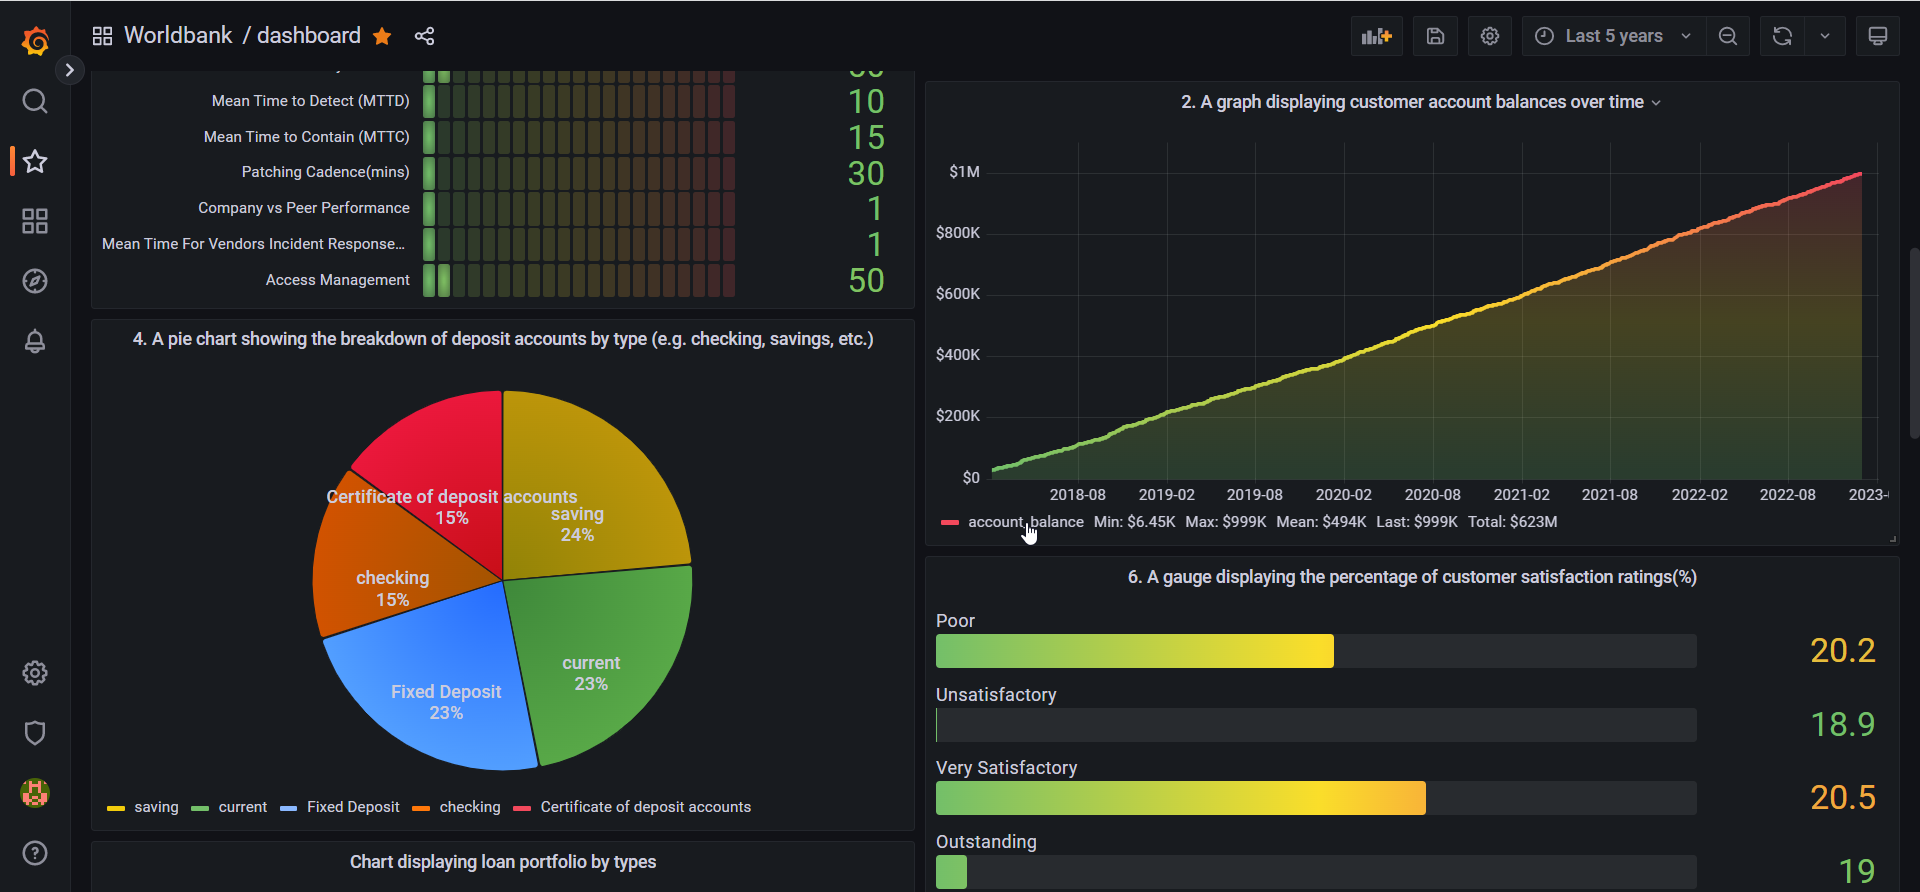 Worldbank / dashboard
Last 5 years
Mean Time to Detect (MTTD) 10
Mean Time to Contain (MTTC) 15
Patching Cadence(mins) 30
Company vs Peer Performance 1
Mean Time For Vendors Incident Response... 1
Access Management 50
2. A graph displaying customer account balances over time
$1M
$800K
$600K
$400K
$200K
$0
2018-08 2019-02 2019-08 2020-02 2020-08 2021-02 2021-08 2022-02 2022-08 2023-
account_balance Min: $6.45K Max: $999K Mean: $494K Last: $999K Total: $623M
4. A pie chart showing the breakdown of deposit accounts by type (e.g. checking, savings, etc.)
Certificate of deposit accounts
15%
saving
24%
checking
15%
current
23%
Fixed Deposit
23%
saving current Fixed Deposit checking Certificate of deposit accounts
Chart displaying loan portfolio by types
6. A gauge displaying the percentage of customer satisfaction ratings(%)
Poor
20.2
Unsatisfactory
18.9
Very Satisfactory
20.5
Outstanding
19